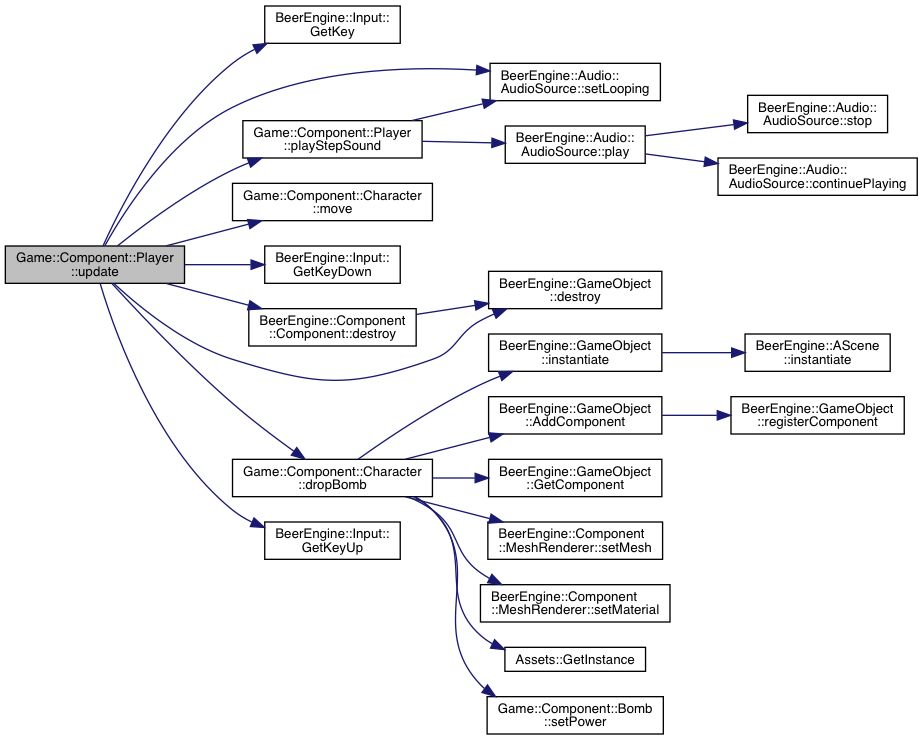 BeerEngine::Input::
GetKey
BeerEngine::Audio::
AudioSource::setLooping
Game::Component::Player
::playStepSound
BeerEngine::Audio::
AudioSource::play
BeerEngine::Audio::
AudioSource::stop
BeerEngine::Audio::
AudioSource::continuePlaying
Game::Component::Character
::move
Game::Component::Player
::update
BeerEngine::Input::
GetKeyDown
BeerEngine::Component
::Component::destroy
BeerEngine::GameObject
::destroy
BeerEngine::GameObject
::instantiate
BeerEngine::AScene
::instantiate
BeerEngine::GameObject
::AddComponent
BeerEngine::GameObject
::registerComponent
Game::Component::Character
::dropBomb
BeerEngine::GameObject
::GetComponent
BeerEngine::Input::
GetKeyUp
BeerEngine::Component
::MeshRenderer::setMesh
BeerEngine::Component
::MeshRenderer::setMaterial
Assets::GetInstance
Game::Component::Bomb
::setPower